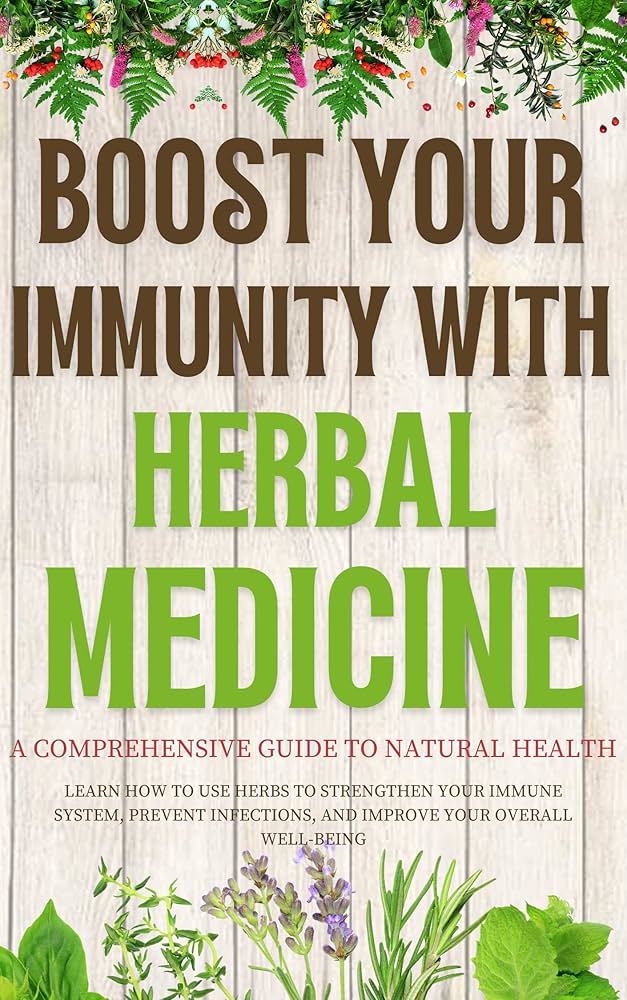 BOOST YOUR
IMMUNITY WITH
HERBAL
MEDICINE
A COMPREHENSIVE GUIDE TO NATURAL HEALTH
LEARN HOW TO USE HERBS TO STRENGTHEN YOUR IMMUNE
SYSTEM, PREVENT INFECTIONS, AND IMPROVE YOUR OVERALL
WELL-BEING